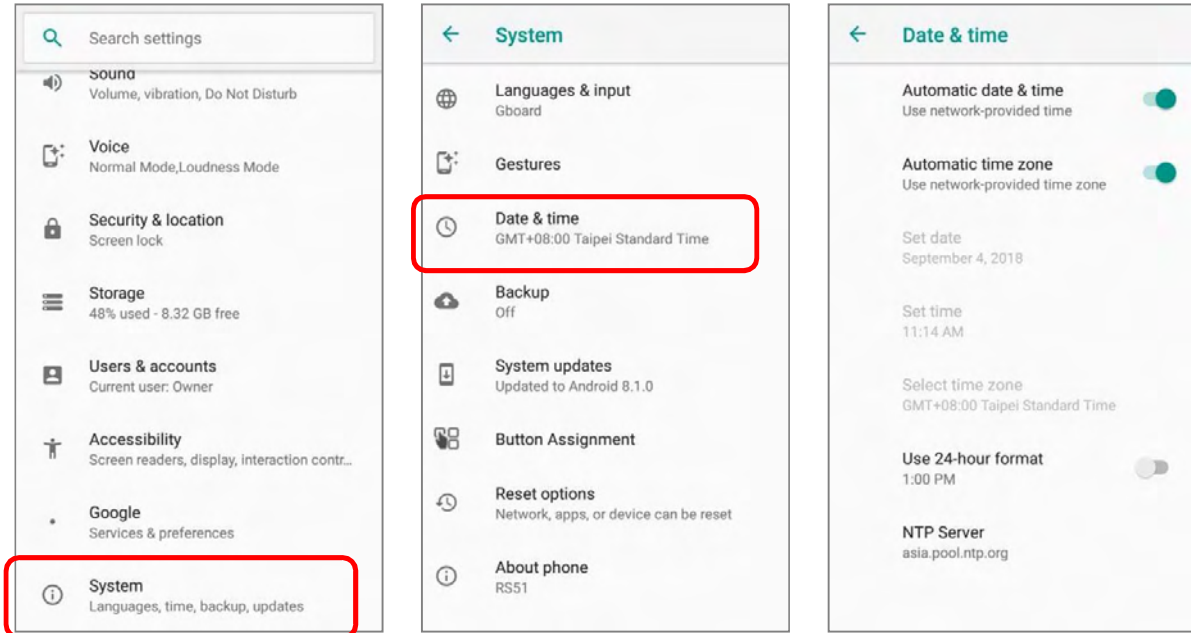 Search settings
Sound
Volume, vibration, Do Not Disturb
Voice
Normal Mode,Loudness Mode
Security & location
Screen lock
Storage
48% used - 8.32 GB free
Users & accounts
Current user: Owner
Accessibility
Screen readers, display, interaction contr...
Google
Services & preferences
System
Languages, time, backup, updates
System
Languages & input
Gboard
Gestures
Date & time
GMT+08:00 Taipei Standard Time
Backup
Off
System updates
Updated to Android 8.1.0
Button Assignment
Reset options
Network, apps, or device can be reset
About phone
RS51
Date & time
Automatic date & time
Use network-provided time
Automatic time zone
Use network-provided time zone
Set date
September 4, 2018
Set time
11:14 AM
Select time zone
GMT+08:00 Taipei Standard Time
Use 24-hour format
1:00 PM
NTP Server
asia.pool.ntp.org